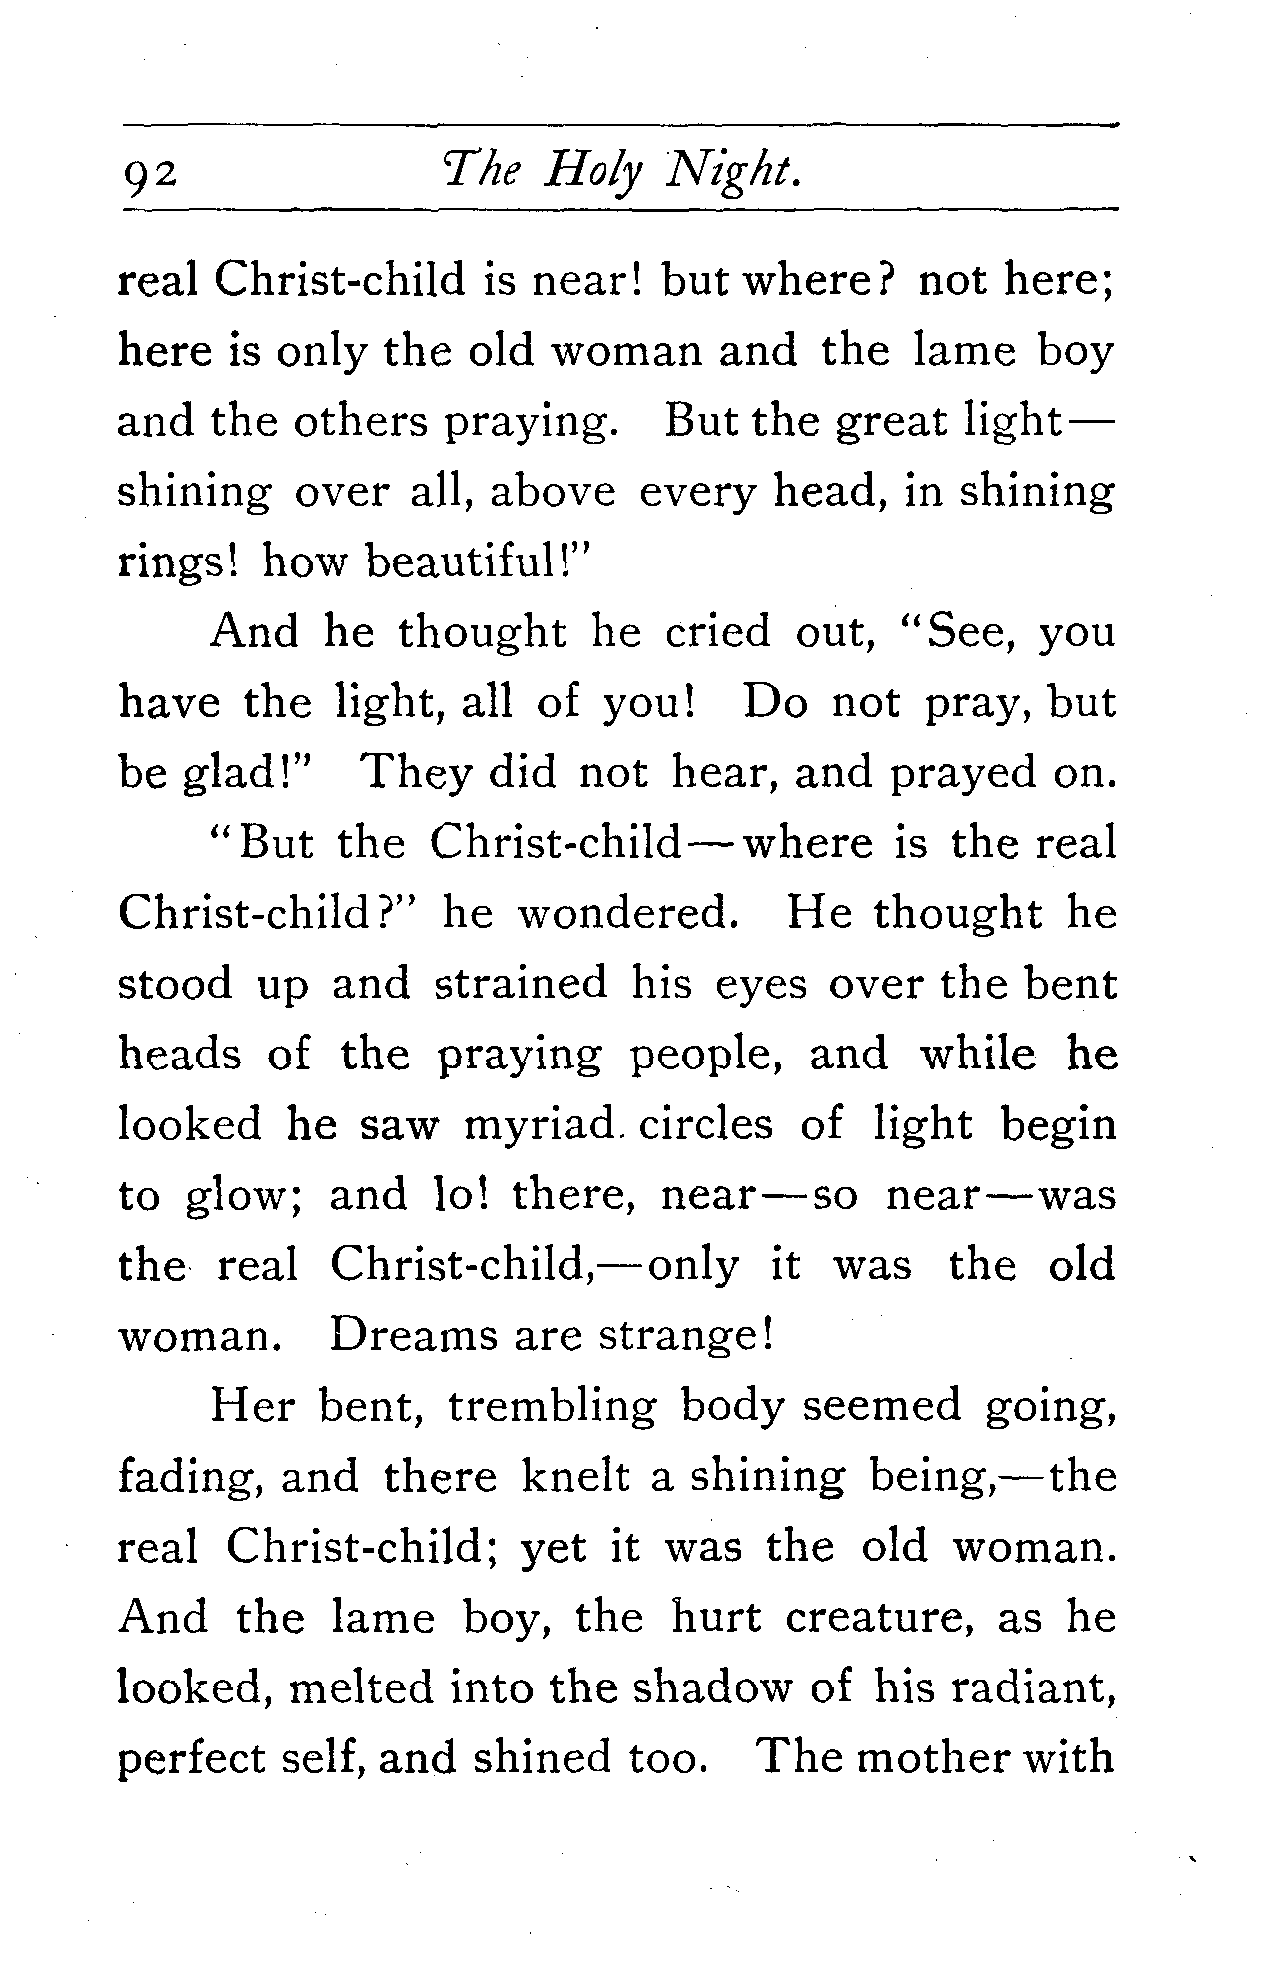 92 The Holy Night.
real Christ-child is near! but where? not here;
here is only the old woman and the lame boy
and the others praying. But the great light—
shining over all, above every head, in shining
rings! how beautiful!”
And he thought he cried out, “See, you
have the light, all of you! Do not pray, but
be glad!” They did not hear, and prayed on.
“But the Christ-child—where is the real
Christ-child?” he wondered. He thought he
stood up and strained his eyes over the bent
heads of the praying people, and while he
looked he saw myriad circles of light begin
to glow; and lo! there, near—so near—was
the real Christ-child,—only it was the old
woman. Dreams are strange!
Her bent, trembling body seemed going,
fading, and there knelt a shining being,—the
real Christ-child; yet it was the old woman.
And the lame boy, the hurt creature, as he
looked, melted into the shadow of his radiant,
perfect self, and shined too. The mother with